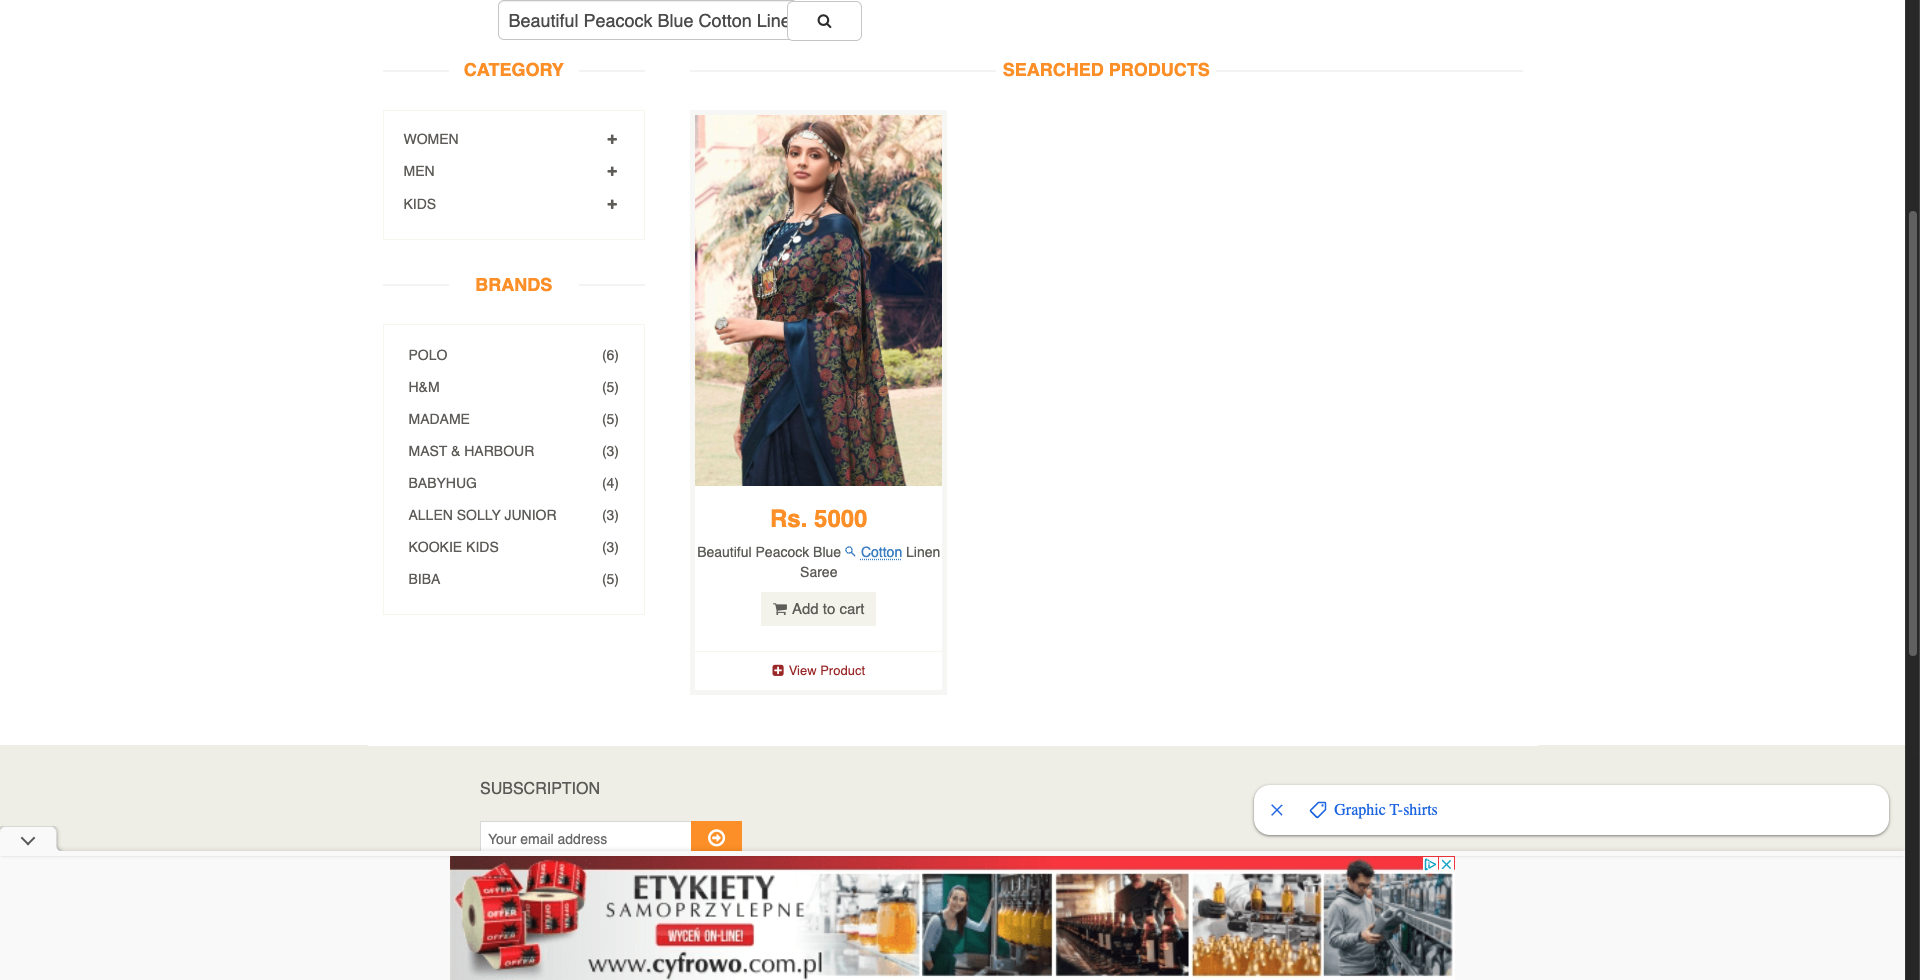 Beautiful Peacock Blue Cotton Line
CATEGORY
WOMEN
MEN
KIDS
BRANDS
POLO (6)
H&M (5)
MADAME (5)
MAST & HARBOUR (3)
BABYHUG (4)
ALLEN SOLLY JUNIOR (3)
KOOKIE KIDS (3)
BIBA (5)
SEARCHED PRODUCTS
Rs. 5000
Beautiful Peacock Blue Cotton Linen
Saree
Add to cart
View Product
SUBSCRIPTION
Your email address
Graphic T-shirts
OFFER
OFFER
OFFER
ETYKIETY
SAMOPRZYLEPNE
WYCEŃ ON-LINE!
www.cyfrowo.com.pl